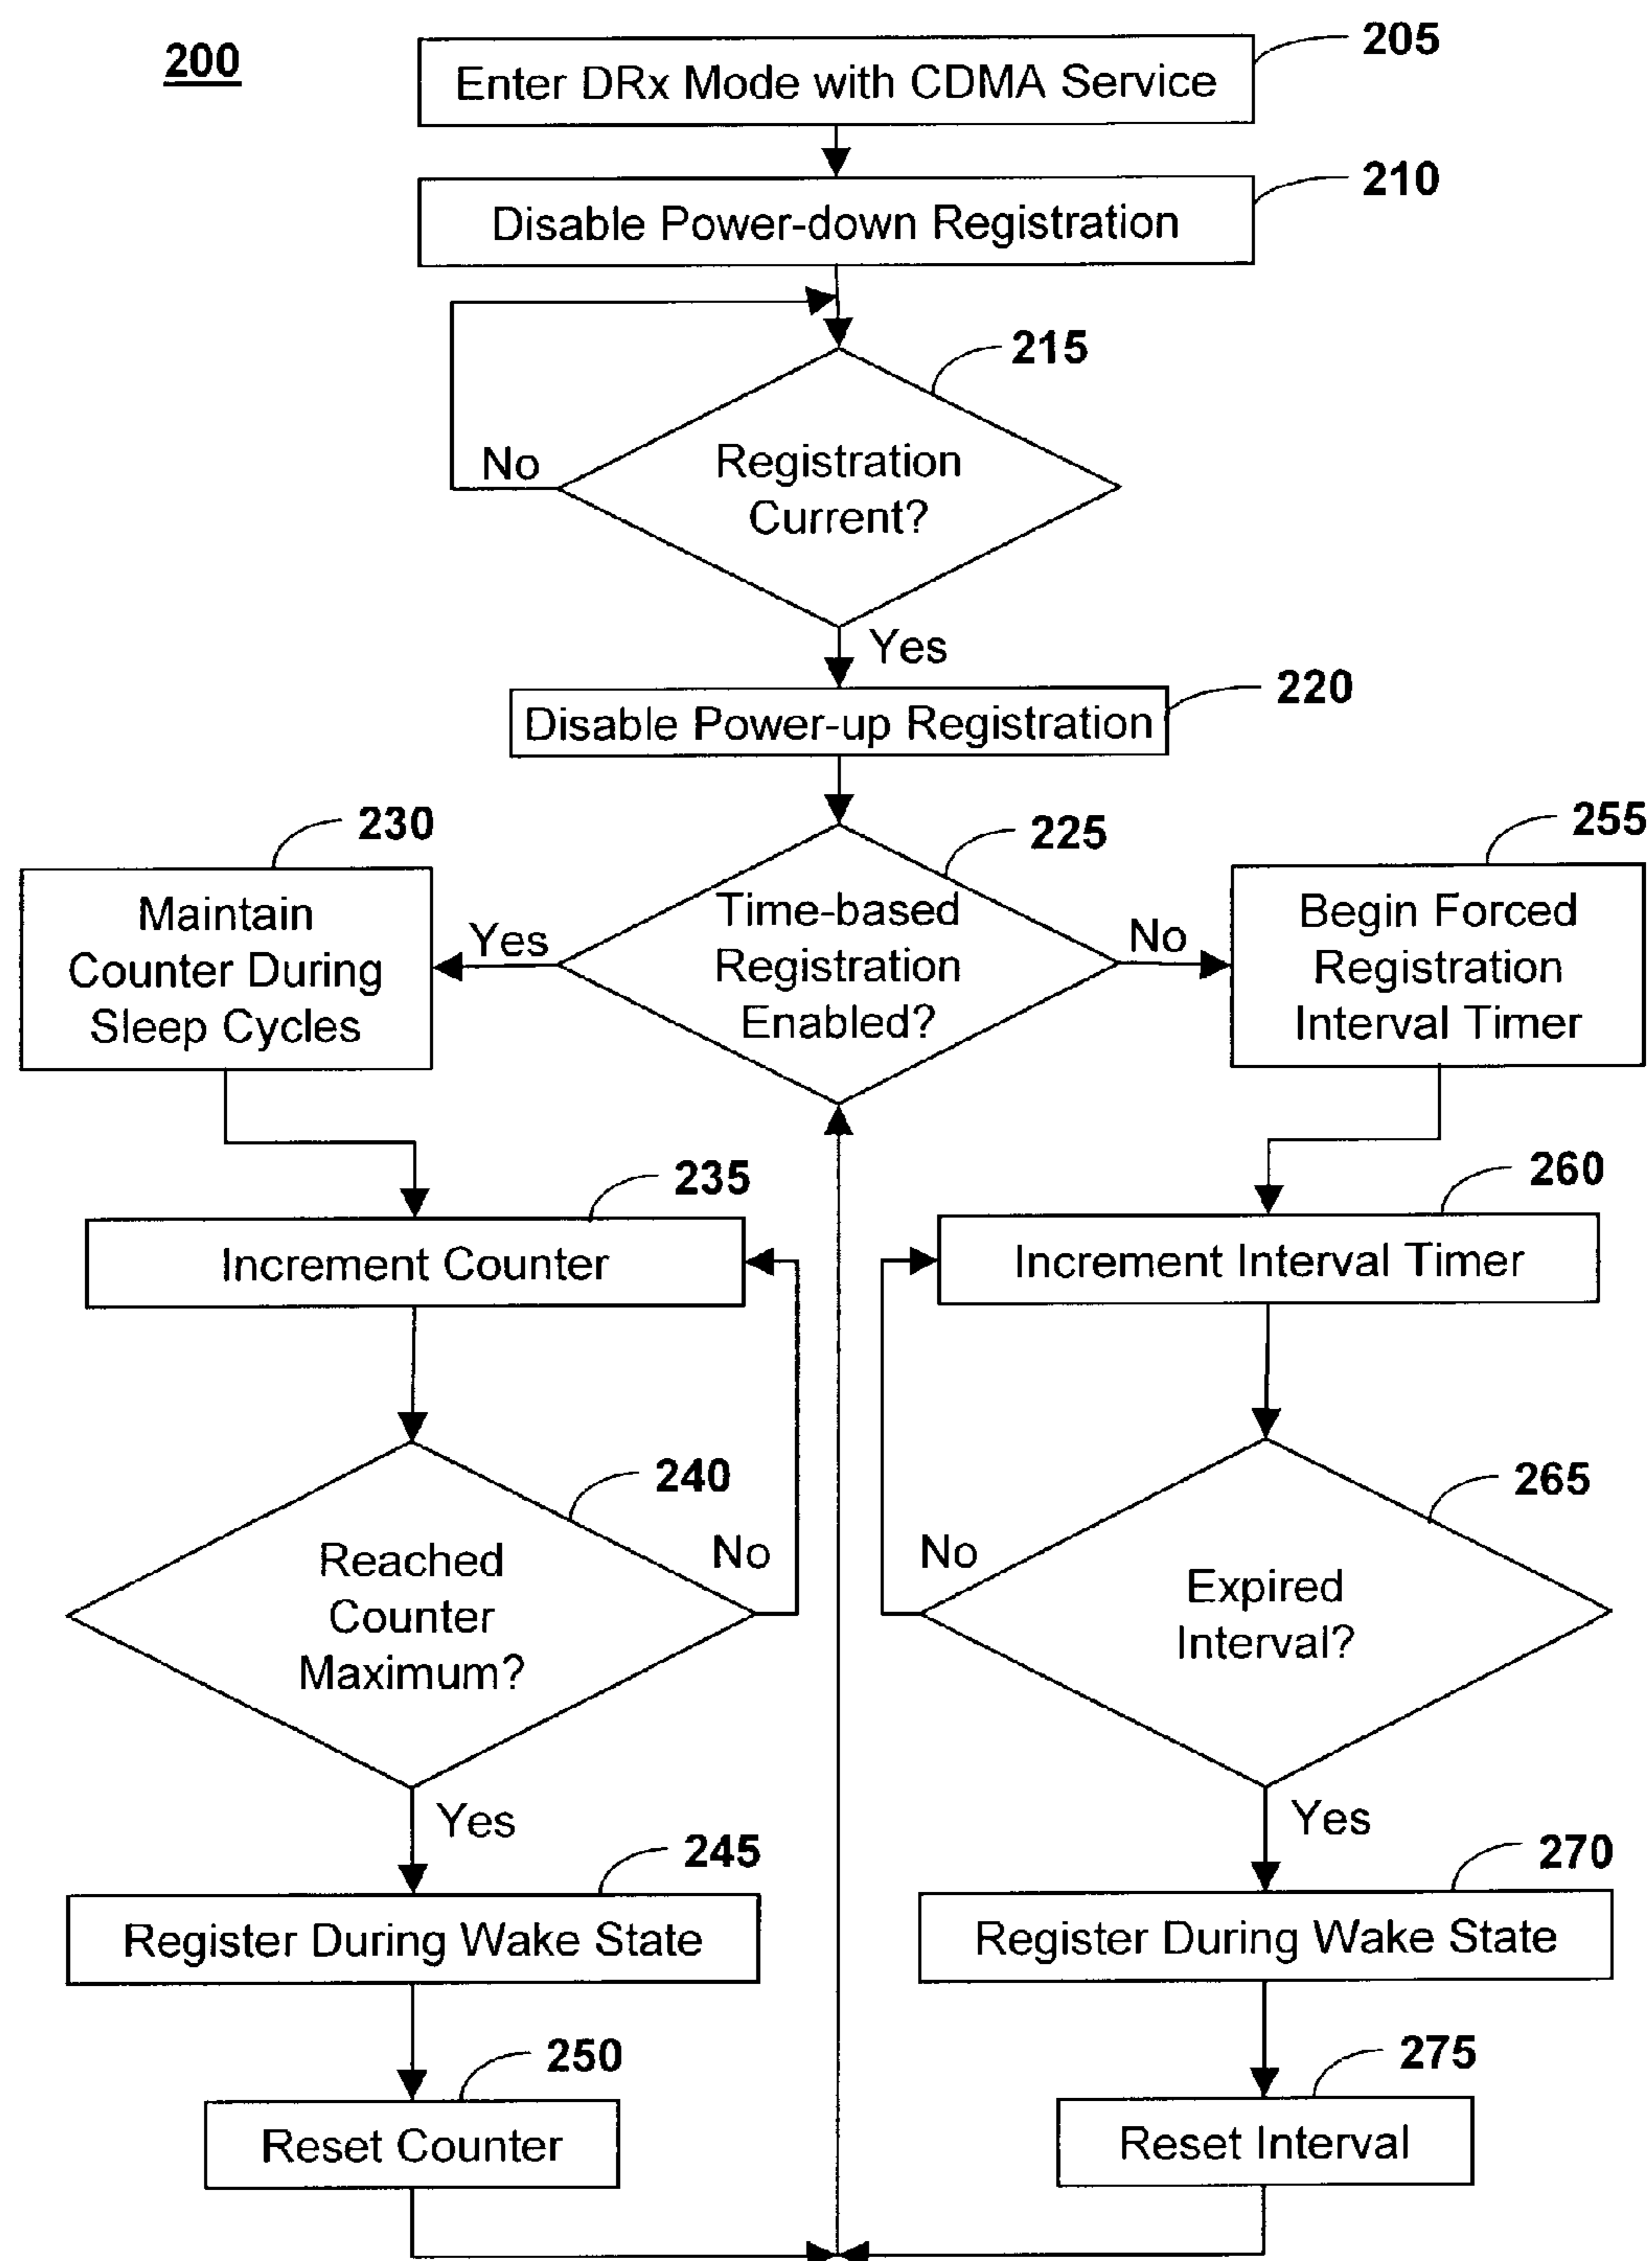 200
205
Enter DRx Mode with CDMA Service
210
Disable Power-down Registration
215
Registration
Current?
No
Yes
220
Disable Power-up Registration
225
Time-based
Registration
Enabled?
Yes
No
230
Maintain
Counter During
Sleep Cycles
255
Begin Forced
Registration
Interval Timer
235
Increment Counter
260
Increment Interval Timer
240
Reached
Counter
Maximum?
No
Yes
265
Expired
Interval?
No
Yes
245
Register During Wake State
270
Register During Wake State
250
Reset Counter
275
Reset Interval